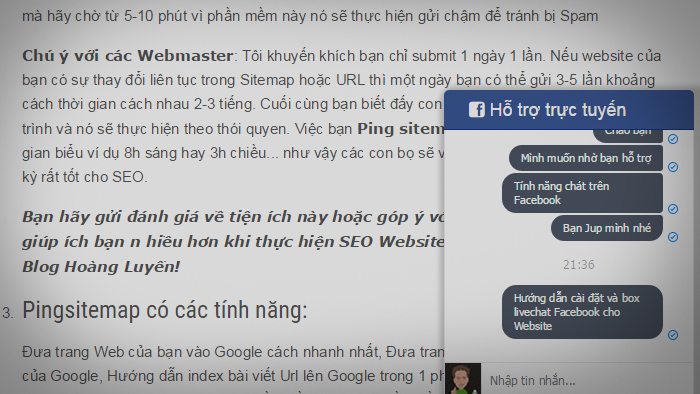 mà hãy chờ từ 5-10 phút vì phần mềm này nó sẽ thực hiện gửi chậm để tránh bị Spam
Chú ý với các Webmaster: Tôi khuyến khích bạn chỉ submit 1 ngày 1 lần. Nếu website của
bạn có sự thay đổi liên tục trong Sitemap hoặc URL thì một ngày bạn có thể gửi 3-5 lần khoảng
cách thời gian cách nhau 2-3 tiếng. Cuối cùng bạn biết đấy con
trình và nó sẽ thực hiện theo thói quen. Việc bạn Ping sitem
gian biểu ví dụ 8h sáng hay 3h chiều... như vậy các con bọ sẽ v
kỳ rất tốt cho SEO.
Bạn hãy gửi đánh giá về tiện ích này hoặc góp ý vớ
giúp ích bạn n hiều hơn khi thực hiện SEO Website
Blog Hoàng Luyến!
3. Pingsitemap có các tính năng:
Đưa trang Web của bạn vào Google cách nhanh nhất, Đưa tran
của Google, Hướng dẫn index bài viết Url lên Google trong 1 ph
Hỗ trợ trực tuyến
Chào bạn
Mình muốn nhờ bạn hỗ trợ
Tính năng chát trên
Facebook
Bạn Jup mình nhé
21:36
Hướng dẫn cài đặt và box
livechat Facebook cho
Website
Nhập tin nhắn...